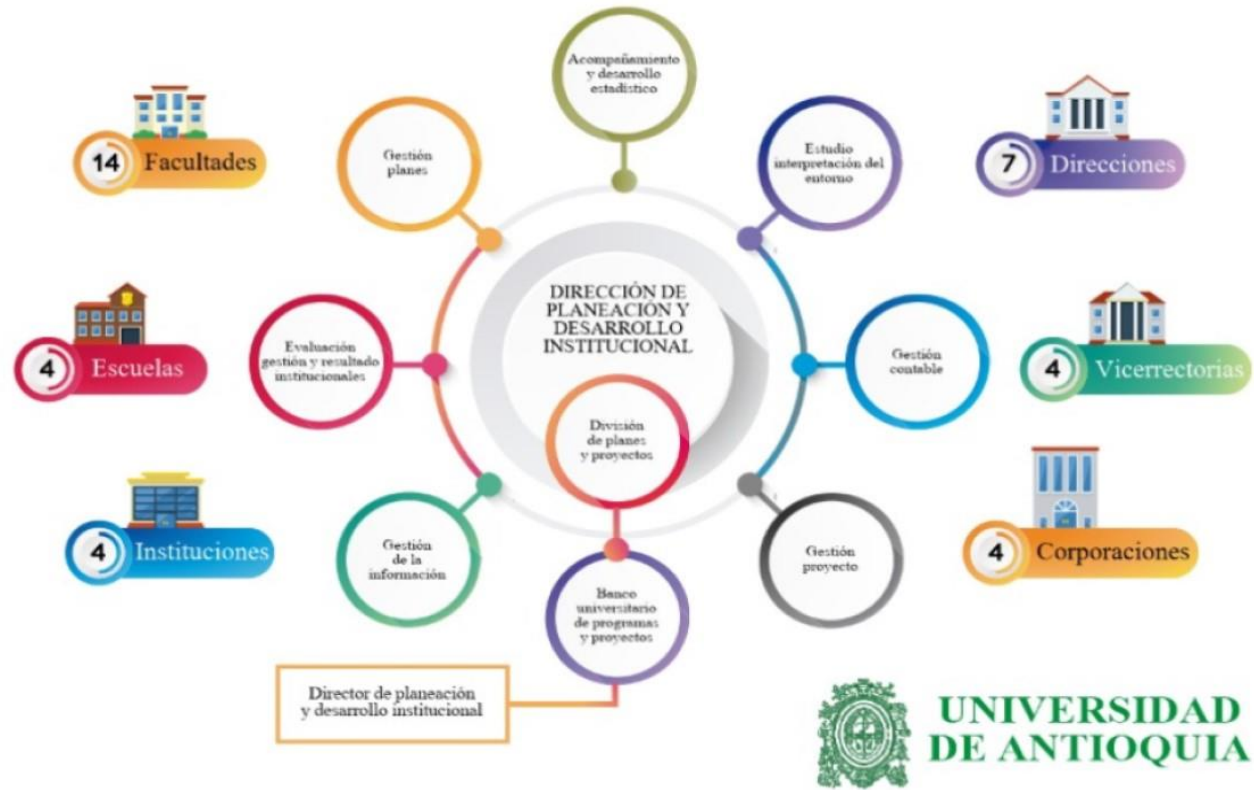 Acompañamiento
y desarrollo
estadístico
14 Facultades
Gestión
planes
Estudio
interpretación del
entorno
7 Direcciones
DIRECCIÓN DE
PLANEACIÓN Y
DESARROLLO
INSTITUCIONAL
4 Escuelas
Evaluación
gestión y resultado
institucionales
Gestión
contable
4 Vicerrectorias
División
de planes
y proyectos
4 Instituciones
Gestión
de la
información
Gestión
proyecto
4 Corporaciones
Banco
universitario
de programas
y proyectos
Director de planeación
y desarrollo institucional
UNIVERSIDAD
DE ANTIOQUIA